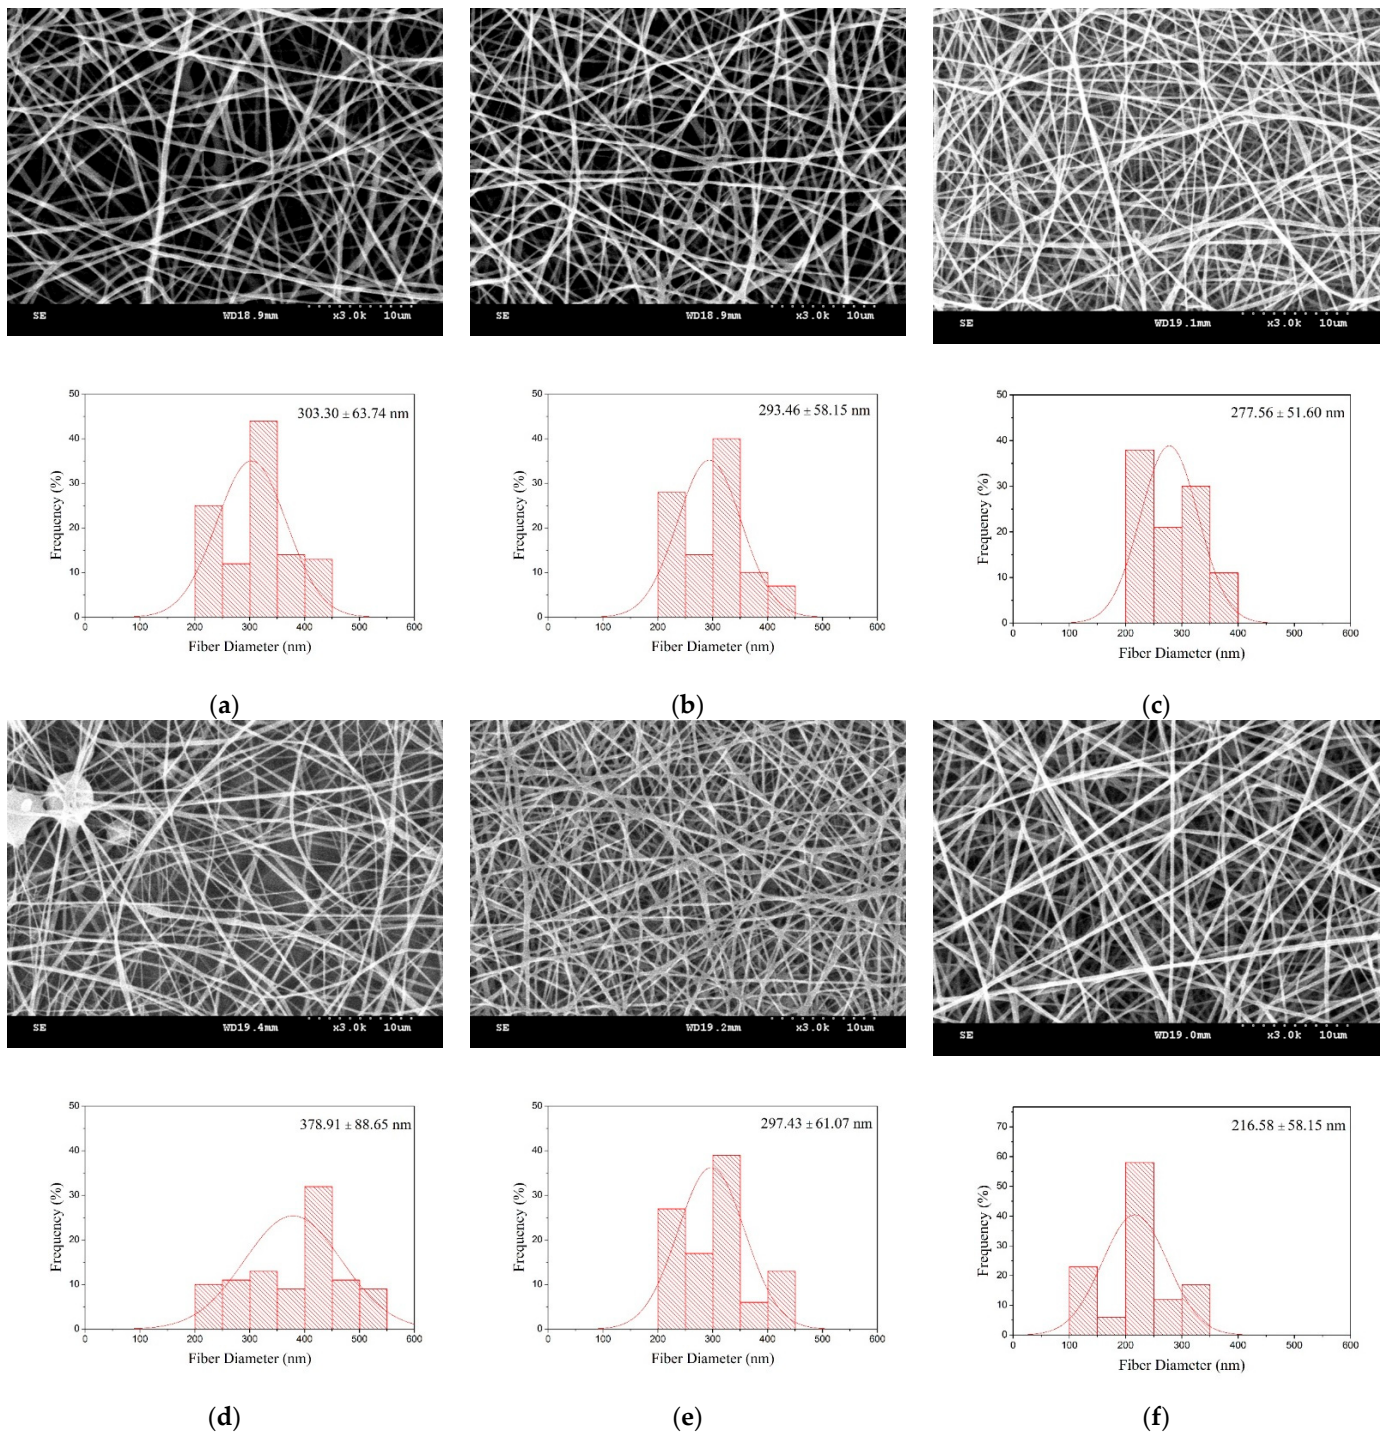 SE WD18.9mm x3.0k 10um
SE WD18.9mm x3.0k 10um
SE WD19.1mm x3.0k 10um
303.30 ± 63.74 nm
Frequency (%)
50
40
30
20
10
0
0 100 200 300 400 500 600
Fiber Diameter (nm)
293.46 ± 58.15 nm
Frequency (%)
50
40
30
20
10
0
0 100 200 300 400 500 600
Fiber Diameter (nm)
277.56 ± 51.60 nm
Frequency (%)
50
40
30
20
10
0
0 100 200 300 400 500 600
Fiber Diameter (nm)
(a)
(b)
(c)
SE WD19.4mm x3.0k 10um
SE WD19.2mm x3.0k 10um
SE WD19.0mm x3.0k 10um
378.91 ± 88.65 nm
Frequency (%)
50
40
30
20
10
0
0 100 200 300 400 500 600
Fiber Diameter (nm)
297.43 ± 61.07 nm
Frequency (%)
50
40
30
20
10
0
0 100 200 300 400 500 600
Fiber Diameter (nm)
216.58 ± 58.15 nm
Frequency (%)
70
60
50
40
30
20
10
0
0 100 200 300 400 500 600
Fiber Diameter (nm)
(d)
(e)
(f)